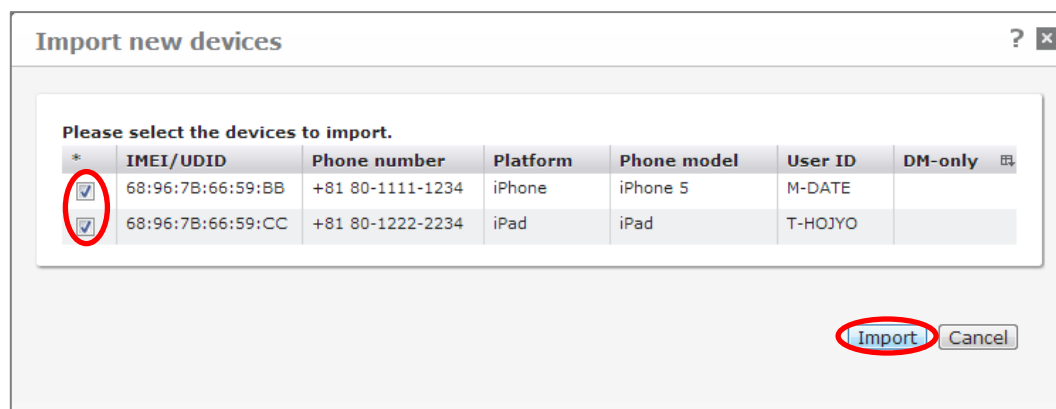 Import new devices ? ×
Please select the devices to import.
* IMEI/UDID Phone number Platform Phone model User ID DM-only
68:96:7B:66:59:BB +81 80-1111-1234 iPhone iPhone 5 M-DATE
68:96:7B:66:59:CC +81 80-1222-2234 iPad iPad T-HOJYO
Import Cancel